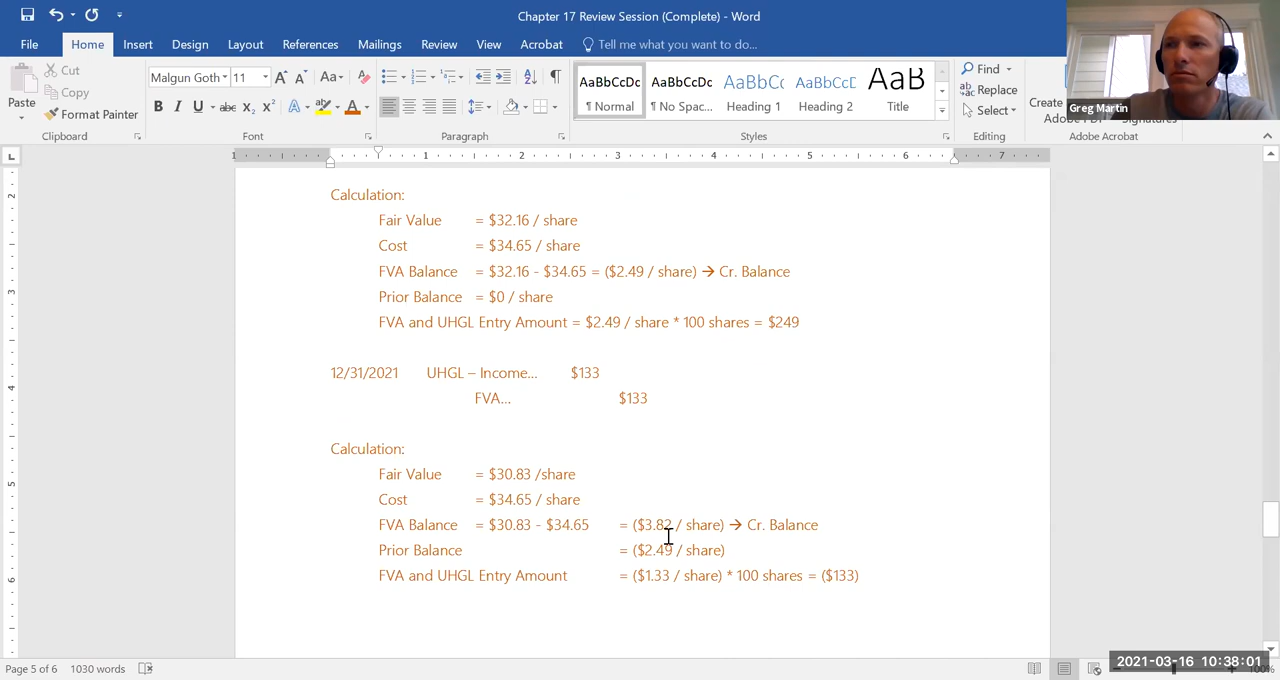 Chapter 17 Review Session (Complete) - Word
File Home Insert Design Layout References Mailings Review View Acrobat Tell me what you want to do...
Greg Martin
Paste
Cut
Copy
Format Painter
Clipboard
Malgun Goth 11
Font
Paragraph
AaBbCcDc AaBbCcDc AaBbCc AaBbCcD AaB
¶ Normal ¶ No Spac... Heading 1 Heading 2 Title
Styles
Find
Replace
Select
Editing
Create
Adobe Acrobat
Calculation:
Fair Value = $32.16 / share
Cost = $34.65 / share
FVA Balance = $32.16 - $34.65 = ($2.49 / share) → Cr. Balance
Prior Balance = $0 / share
FVA and UHGL Entry Amount = $2.49 / share * 100 shares = $249
12/31/2021 UHGL – Income... $133
FVA... $133
Calculation:
Fair Value = $30.83 /share
Cost = $34.65 / share
FVA Balance = $30.83 - $34.65 = ($3.82 / share) → Cr. Balance
Prior Balance = ($2.49 / share)
FVA and UHGL Entry Amount = ($1.33 / share) * 100 shares = ($133)
Page 5 of 6 1030 words
2021-03-16 10:38:01